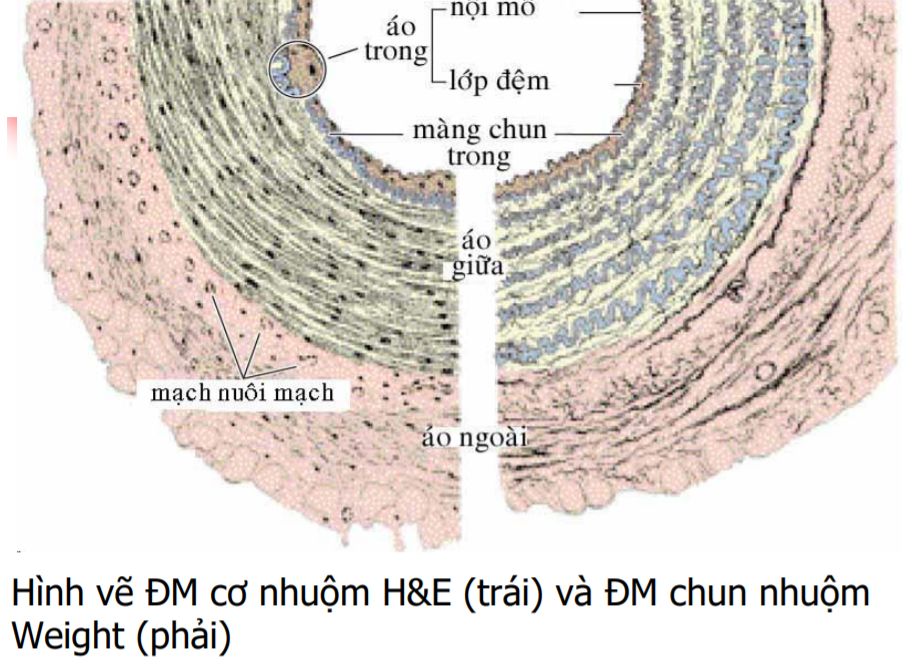 nội mô
áo
trong
lớp đệm
màng chun
trong
áo
giữa
mạch nuôi mạch
áo ngoài
Hình vẽ ĐM cơ nhuộm H&E (trái) và ĐM chun nhuộm
Weight (phải)